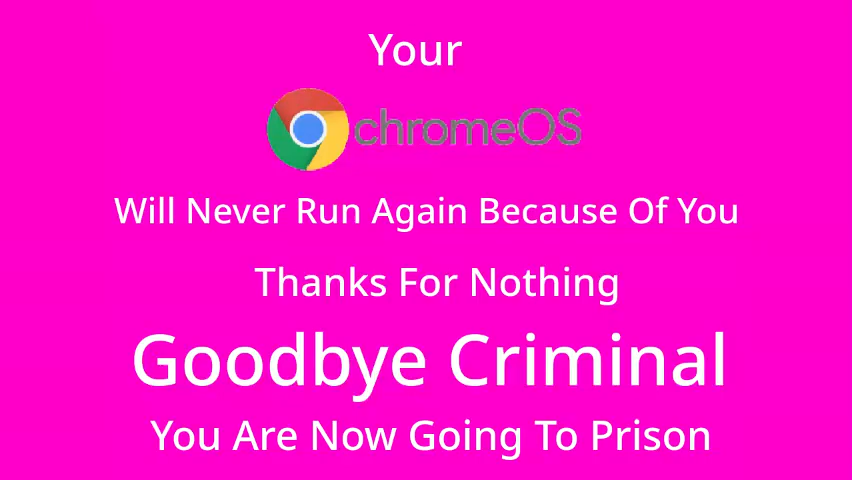 Your
chromeOS
Will Never Run Again Because Of You
Thanks For Nothing
Goodbye Criminal
You Are Now Going To Prison